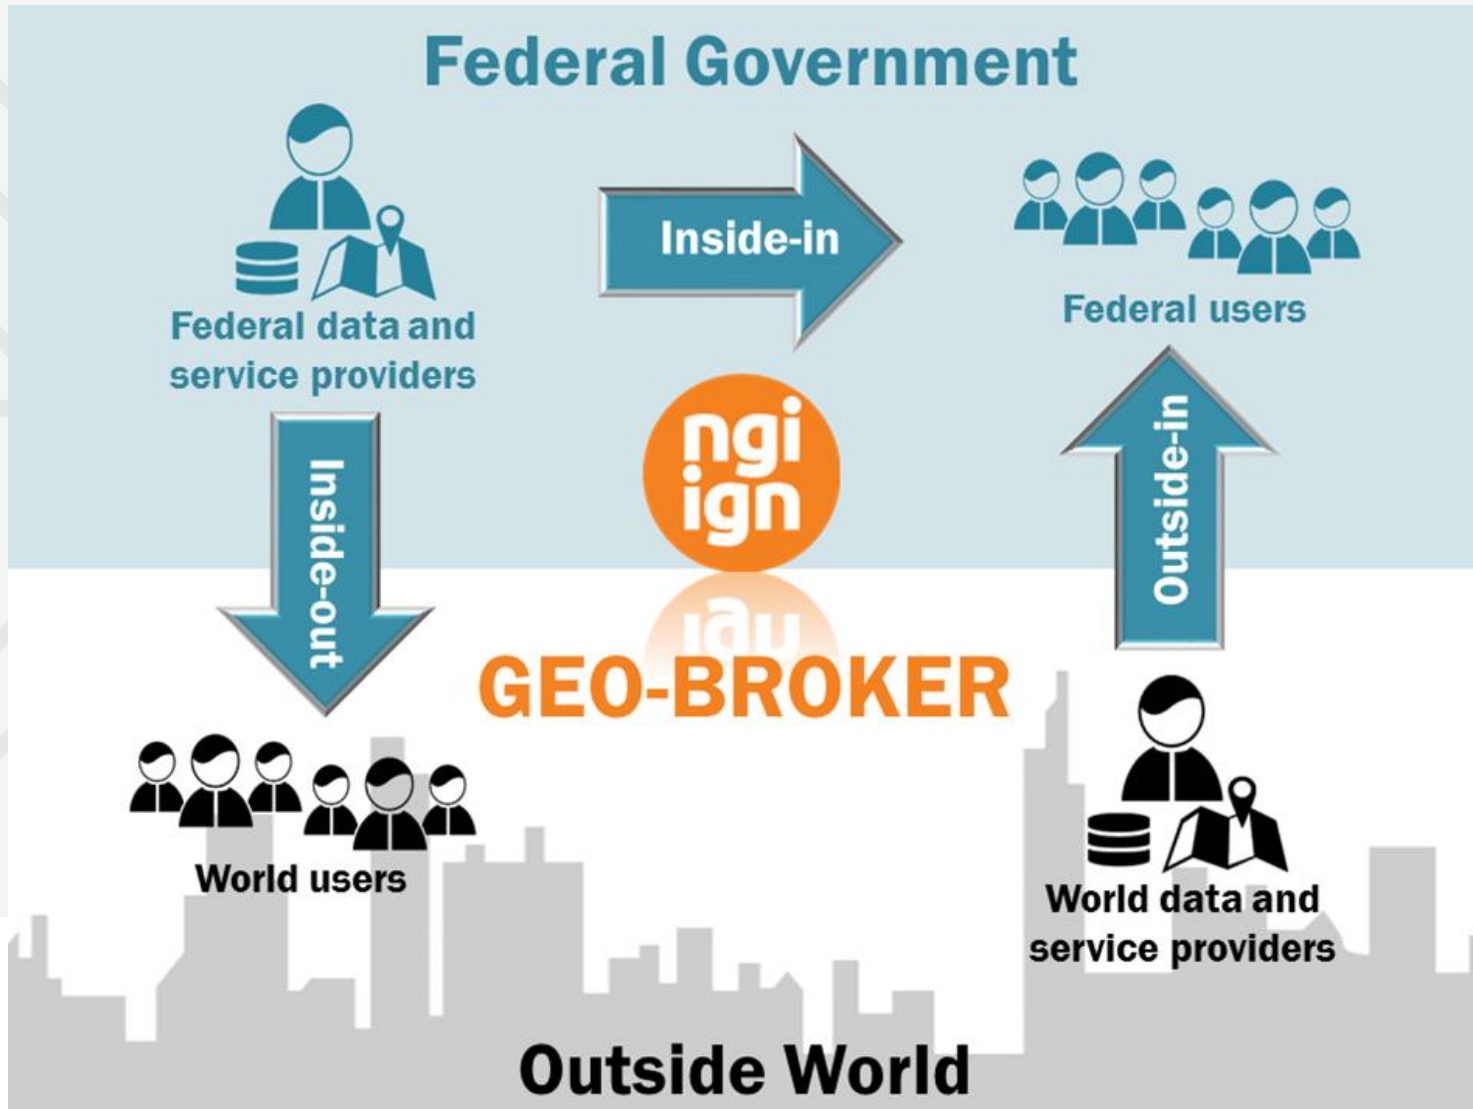 Federal Government
Inside-in
Federal data and
service providers
Federal users
ngi
ign
Inside-out
Outside-in
GEO-BROKER
World users
World data and
service providers
Outside World